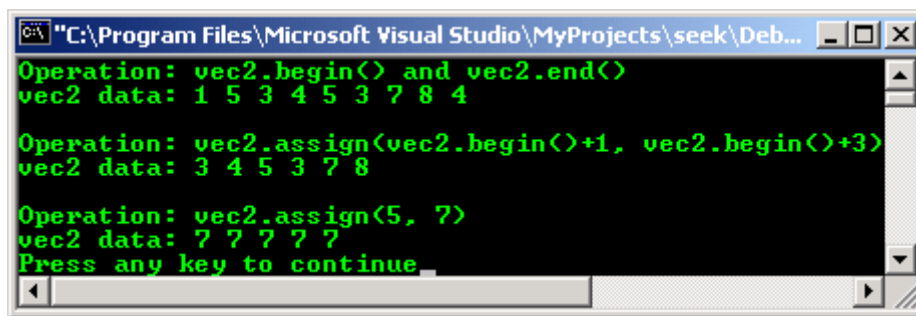 "C:\Program Files\Microsoft Visual Studio\MyProjects\seek\Deb...
Operation: vec2.begin() and vec2.end()
vec2 data: 1 5 3 4 5 3 7 8 4
Operation: vec2.assign(vec2.begin()+1, vec2.begin()+3)
vec2 data: 3 4 5 3 7 8
Operation: vec2.assign(5, 7)
vec2 data: 7 7 7 7 7
Press any key to continue_